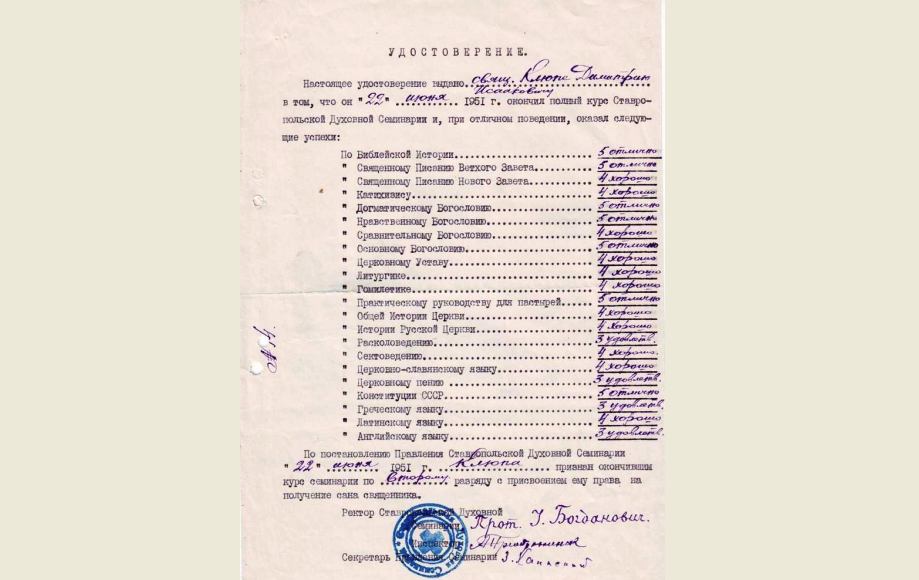 УДОСТОВЕРЕНИЕ.
Настоящее удостоверение выдано свящ. Клюпе Димитрию
Исааковичу
в том, что он "22" июня 1951 г. окончил полный курс Ставро-
польской Духовной Семинарии и, при отличном поведении, оказал следую-
щие успехи:
По Библейской Истории........................ 5 отлично
" Священному Писанию Ветхого Завета.......... 5 отлично
" Священному Писанию Нового Завета........... 4 хорошо
" Катихизису................................. 4 хорошо
" Догматическому Богословию.................. 5 отлично
" Нравственному Богословию................... 5 отлично
" Сравнительному Богословию.................. 4 хорошо
" Основному Богословию....................... 5 отлично
" Церковному Уставу.......................... 4 хорошо
" Литургике.................................. 4 хорошо
" Гомилетике................................. 4 хорошо
" Практическому руководству для пастырей..... 5 отлично
" Общей Истории Церкви....................... 4 хорошо
" Истории Русской Церкви..................... 4 хорошо
" Расколоведению............................. 3 удовлетв.
" Сектоведению............................... 4 хорошо.
" Церковно-славянскому языку................. 4 хорошо
" Церковному пению .......................... 3 удовлетв.
" Конституции СССР........................... 5 отлично
" Греческому языку........................... 3 удовлетв.
" Латинскому языку........................... 4 хорошо
" Английскому языку.......................... 3 удовлетв.
По постановлению Правления Ставропольской Духовной Семинарии
"22" июня 1951 г. Клюпа признан окончившим
курс семинарии по Второму разряду с присвоением ему права на
получение сана священника.
Ректор Ставропольской Духовной
Семинарии Прот. І. Богданович.
Инспектор
Секретарь Правления Семинарии